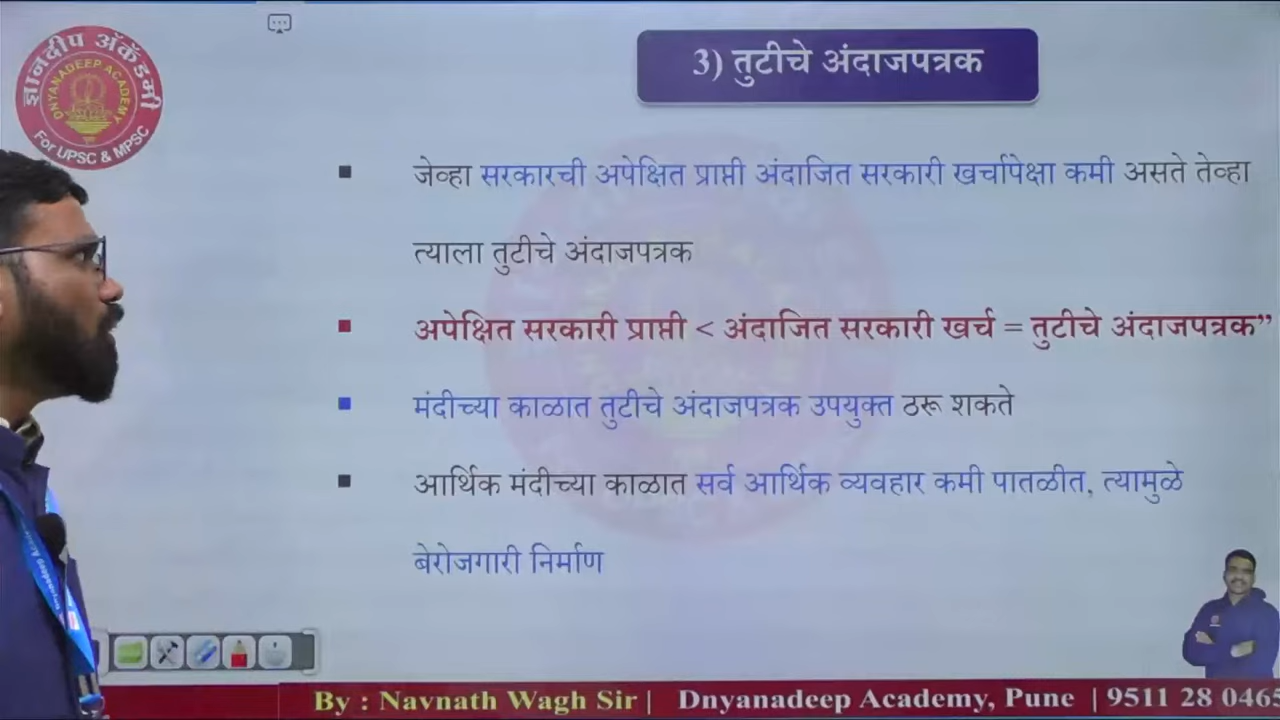 ज्ञानदीप अ‍ॅकॅडमी
DNYANADEEP ACADEMY
For UPSC & MPSC
3) तुटीचे अंदाजपत्रक
जेव्हा सरकारची अपेक्षित प्राप्ती अंदाजित सरकारी खर्चापेक्षा कमी असते तेव्हा
त्याला तुटीचे अंदाजपत्रक
अपेक्षित सरकारी प्राप्ती < अंदाजित सरकारी खर्च = तुटीचे अंदाजपत्रक”
मंदीच्या काळात तुटीचे अंदाजपत्रक उपयुक्त ठरू शकते
आर्थिक मंदीच्या काळात सर्व आर्थिक व्यवहार कमी पातळीत, त्यामुळे
बेरोजगारी निर्माण
By : Navnath Wagh Sir | Dnyanadeep Academy, Pune | 9511 28 0465